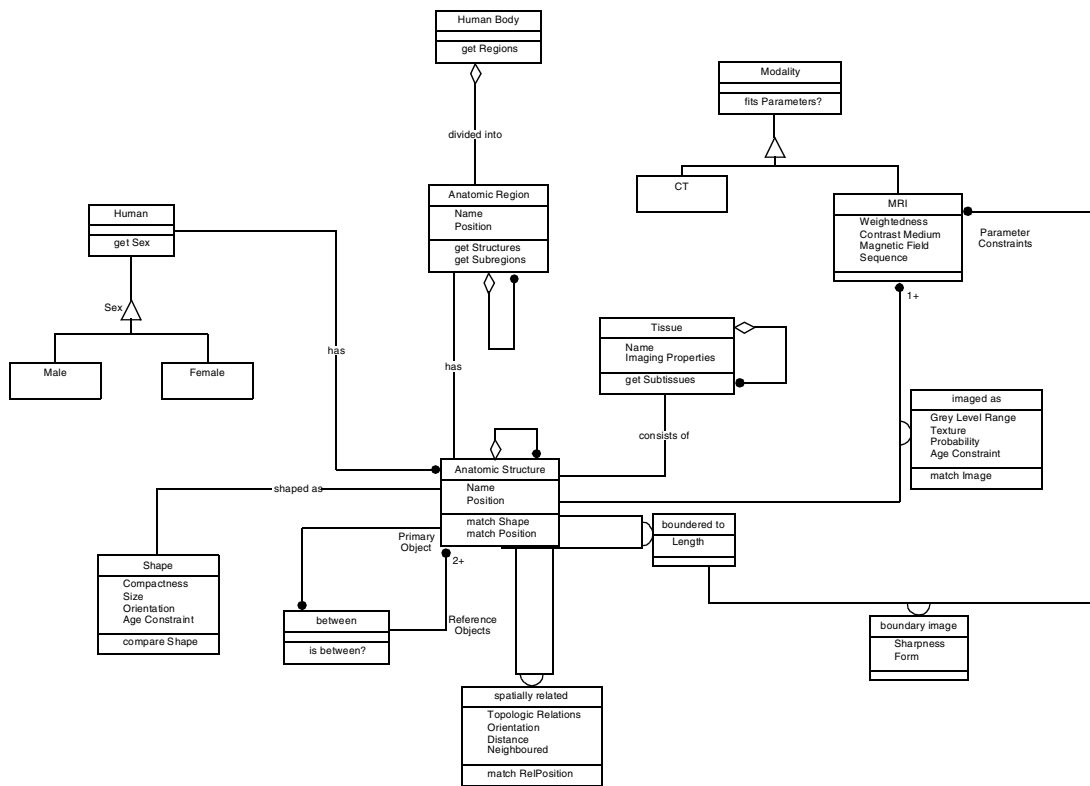 Human Body
get Regions
divided into
Modality
fits Parameters?
CT
MRI
Weightedness
Contrast Medium
Magnetic Field
Sequence
Parameter
Constraints
1+
Anatomic Region
Name
Position
get Structures
get Subregions
Human
get Sex
Sex
Male
Female
has
has
Tissue
Name
Imaging Properties
get Subtissues
consists of
imaged as
Grey Level Range
Texture
Probability
Age Constraint
match Image
Anatomic Structure
Name
Position
match Shape
match Position
shaped as
Primary
Object
2+
Shape
Compactness
Size
Orientation
Age Constraint
compare Shape
between
is between?
Reference
Objects
boundered to
Length
boundary image
Sharpness
Form
spatially related
Topologic Relations
Orientation
Distance
Neighboured
match RelPosition